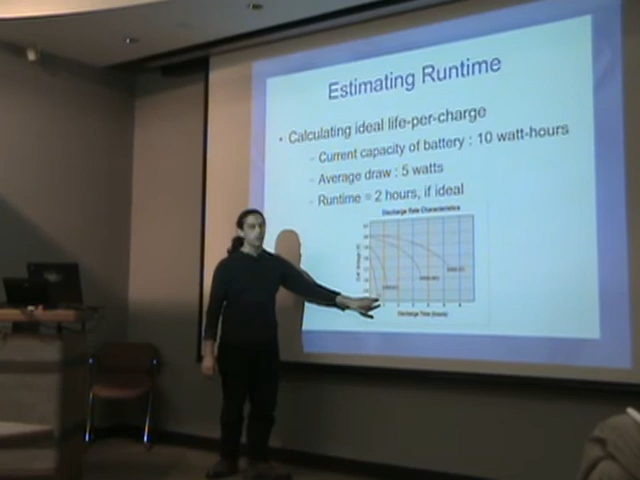 Estimating Runtime
• Calculating ideal life-per-charge
– Current capacity of battery : 10 watt-hours
– Average draw : 5 watts
– Runtime = 2 hours, if ideal
Discharge Rate Characteristics
Discharge Time (hours)